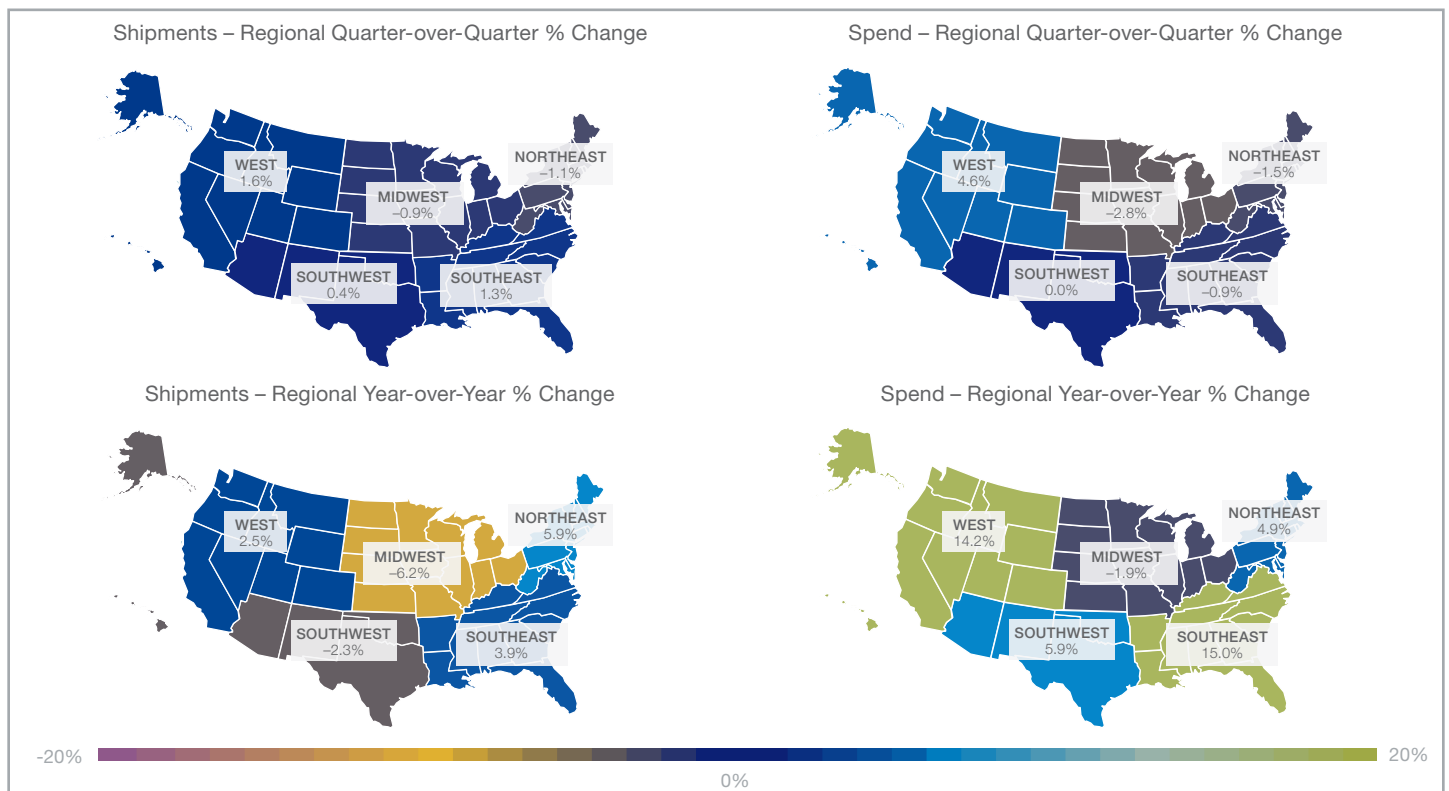 Shipments – Regional Quarter-over-Quarter % Change
WEST
1.6%
MIDWEST
–0.9%
NORTHEAST
–1.1%
SOUTHWEST
0.4%
SOUTHEAST
1.3%
Spend – Regional Quarter-over-Quarter % Change
WEST
4.6%
MIDWEST
–2.8%
NORTHEAST
–1.5%
SOUTHWEST
0.0%
SOUTHEAST
–0.9%
Shipments – Regional Year-over-Year % Change
WEST
2.5%
MIDWEST
–6.2%
NORTHEAST
5.9%
SOUTHWEST
–2.3%
SOUTHEAST
3.9%
Spend – Regional Year-over-Year % Change
WEST
14.2%
MIDWEST
–1.9%
NORTHEAST
4.9%
SOUTHWEST
5.9%
SOUTHEAST
15.0%
-20%
0%
20%